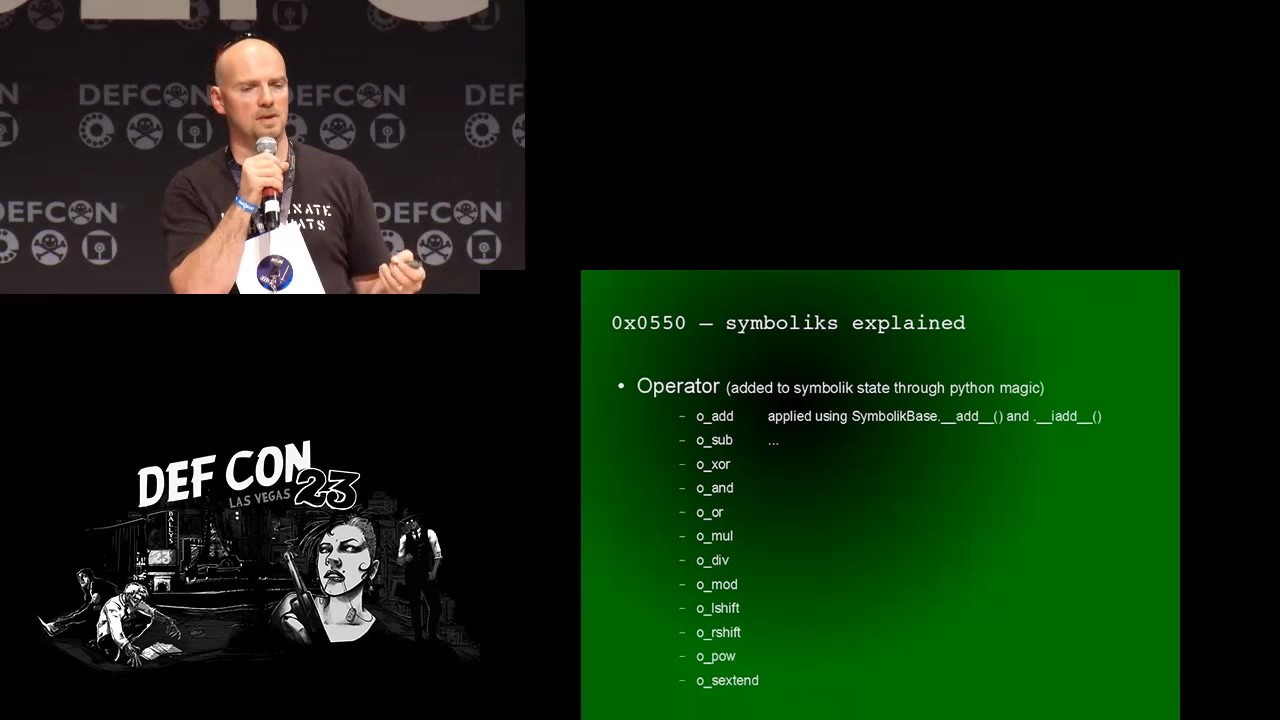 DEFCON
DEFCON
DEF
DEFCON
DEFCON
0x0550 – symboliks explained
• Operator (added to symbolik state through python magic)
– o_add applied using SymbolikBase.__add__() and .__iadd__()
– o_sub ...
– o_xor
– o_and
– o_or
– o_mul
– o_div
– o_mod
– o_lshift
– o_rshift
– o_pow
– o_sextend
DEF CON
LAS VEGAS 23
BALLYS